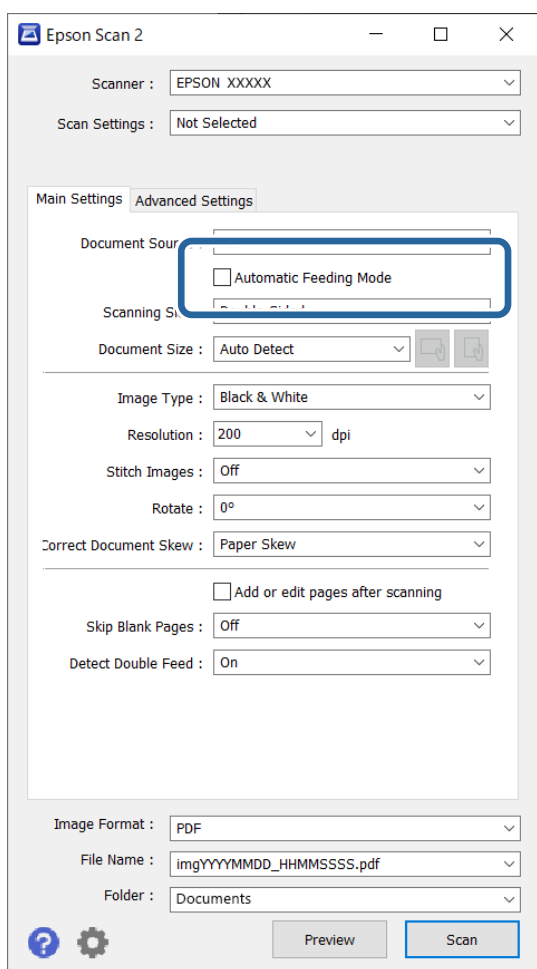 Epson Scan 2
Scanner : EPSON XXXXX
Scan Settings : Not Selected
Main Settings Advanced Settings
Document
Automatic Feeding Mode
Scanning
Document Size : Auto Detect
Image Type : Black & White
Resolution : 200 dpi
Stitch Images : Off
Rotate : 0°
Correct Document Skew : Paper Skew
Add or edit pages after scanning
Skip Blank Pages : Off
Detect Double Feed : On
Image Format : PDF
File Name : imgYYYYMMDD_HHMMSSSS.pdf
Folder : Documents
? Preview Scan